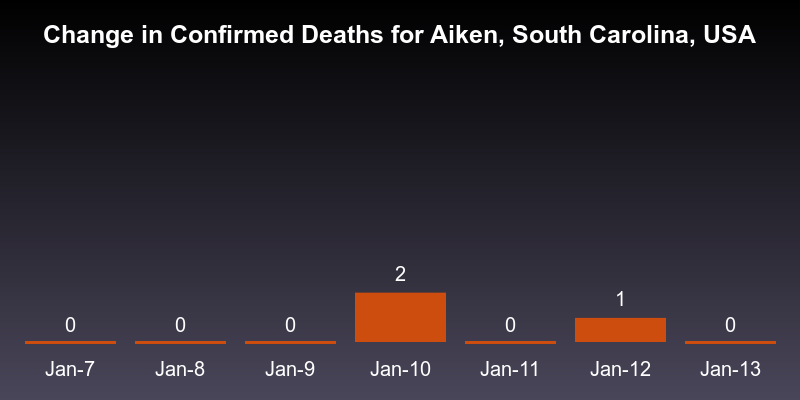 Change in Confirmed Deaths for Aiken, South Carolina, USA
0 0 0 2 0 1 0
Jan-7 Jan-8 Jan-9 Jan-10 Jan-11 Jan-12 Jan-13